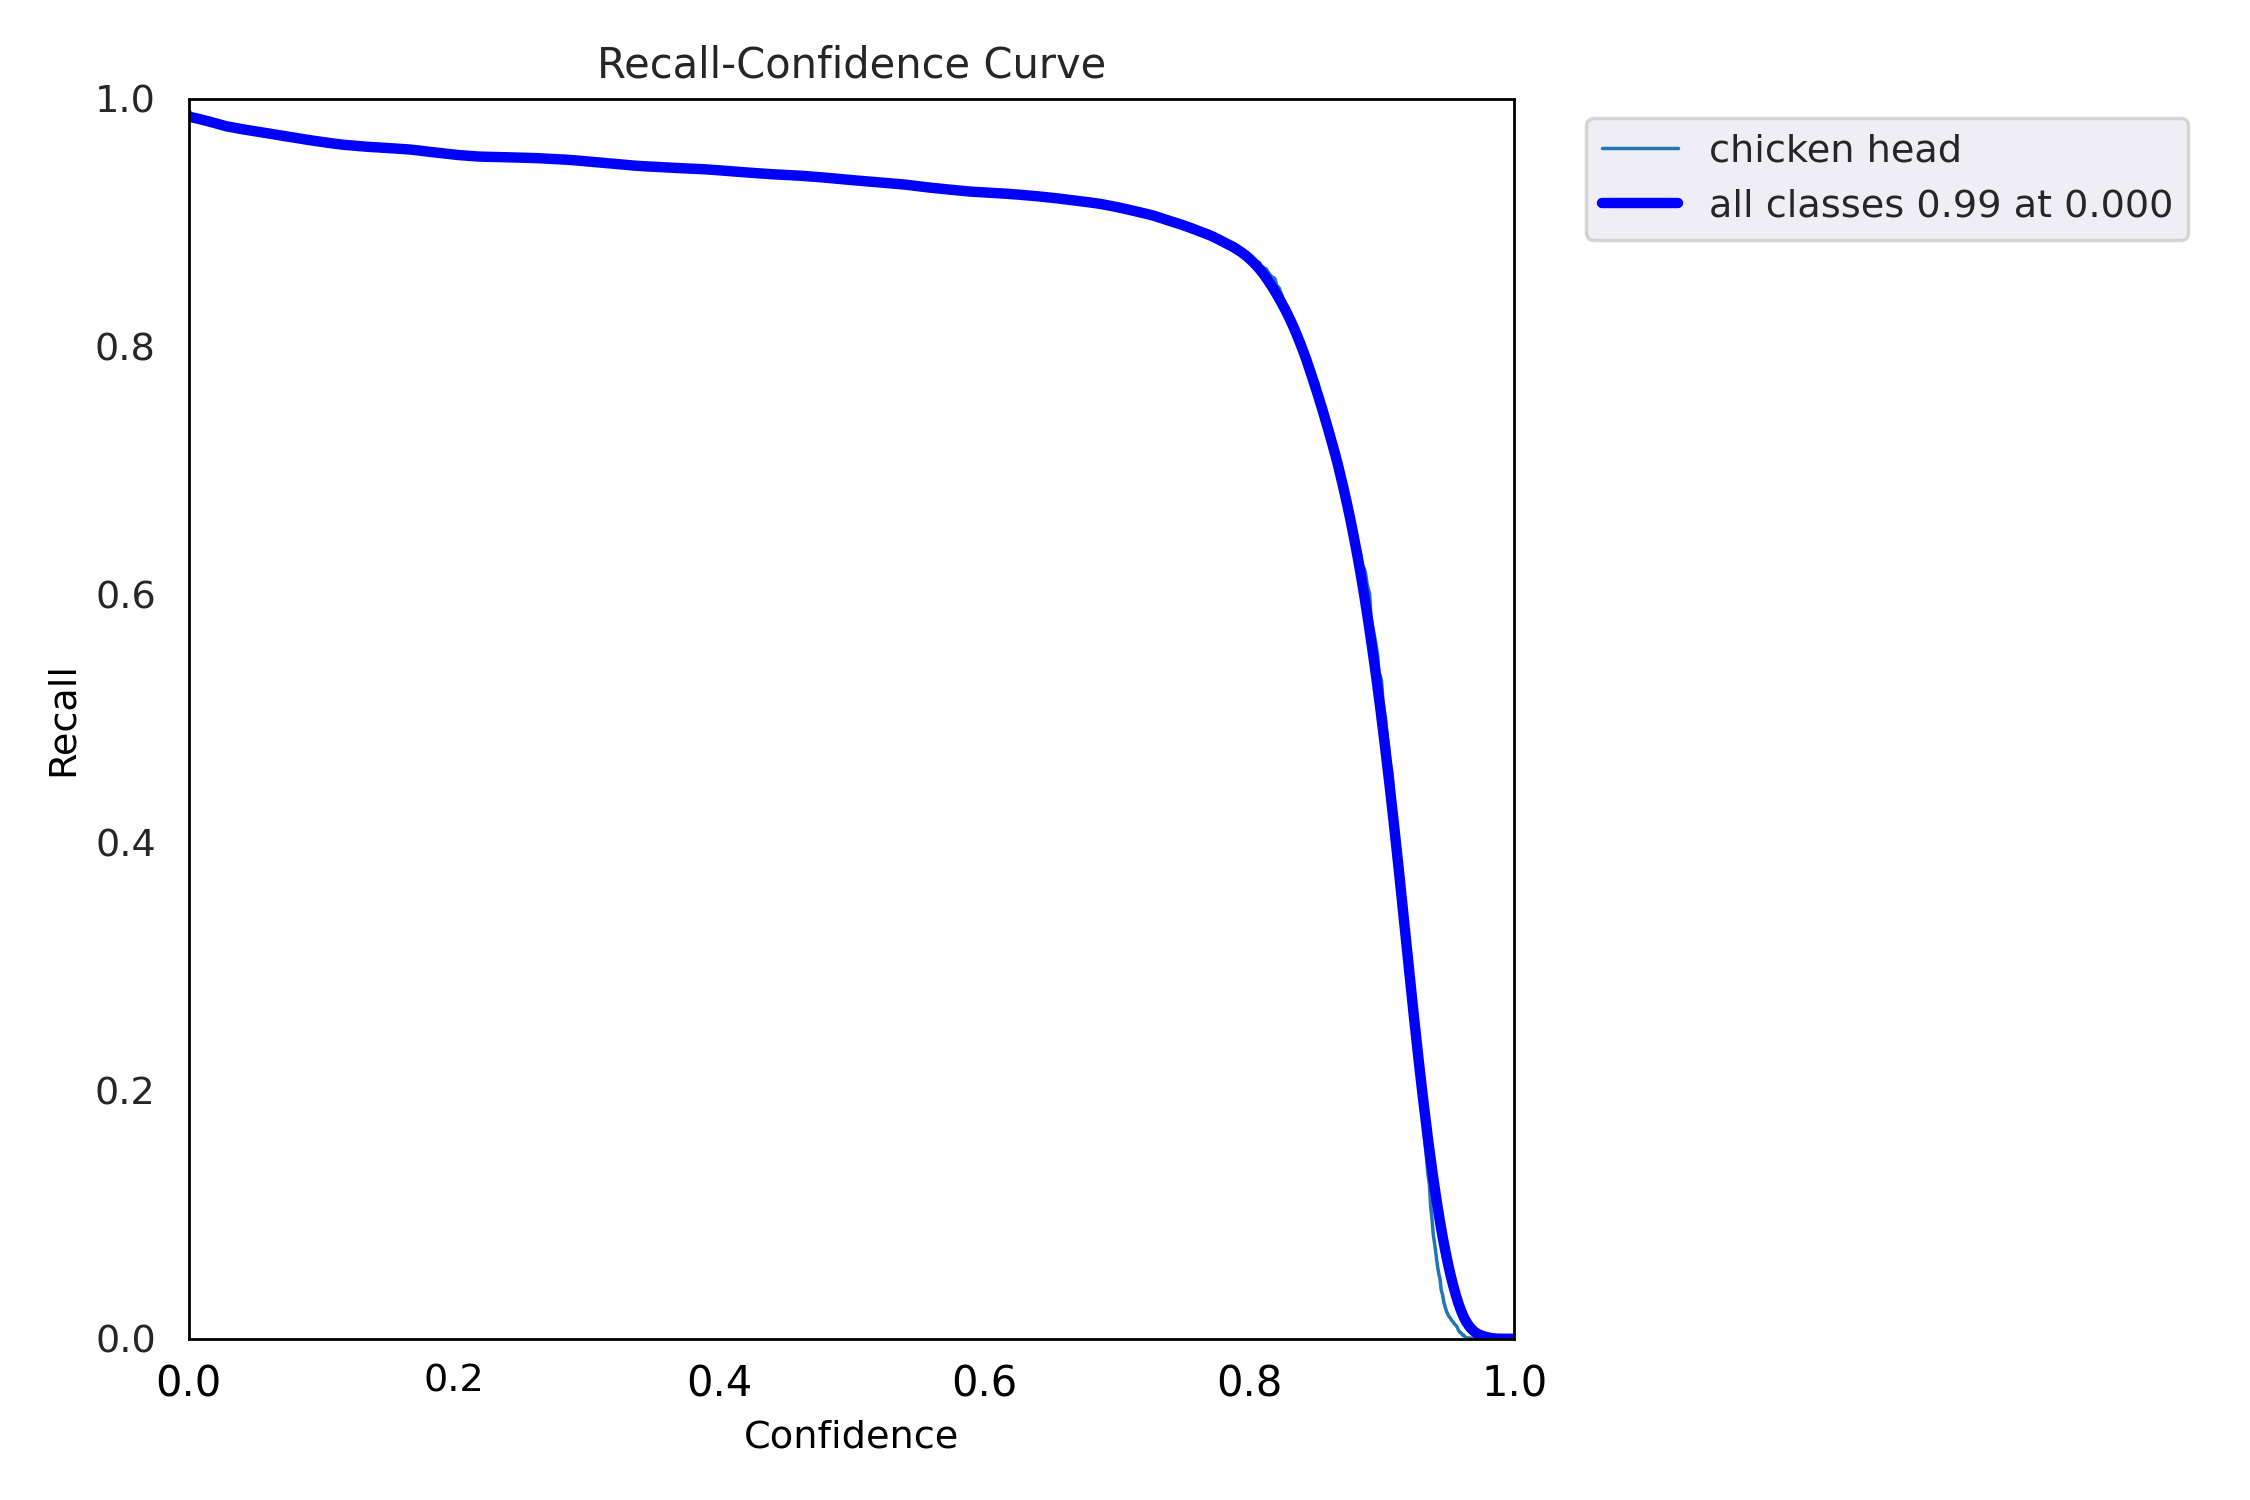 Recall-Confidence Curve
1.0
0.8
0.6
0.4
0.2
0.0
Recall
0.0 0.2 0.4 0.6 0.8 1.0
Confidence
chicken head
all classes 0.99 at 0.000